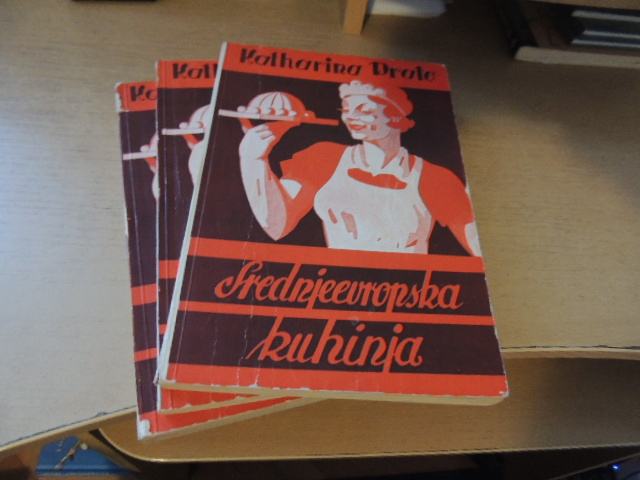 Katharina Prato
Srednjeevropska
kuhinja